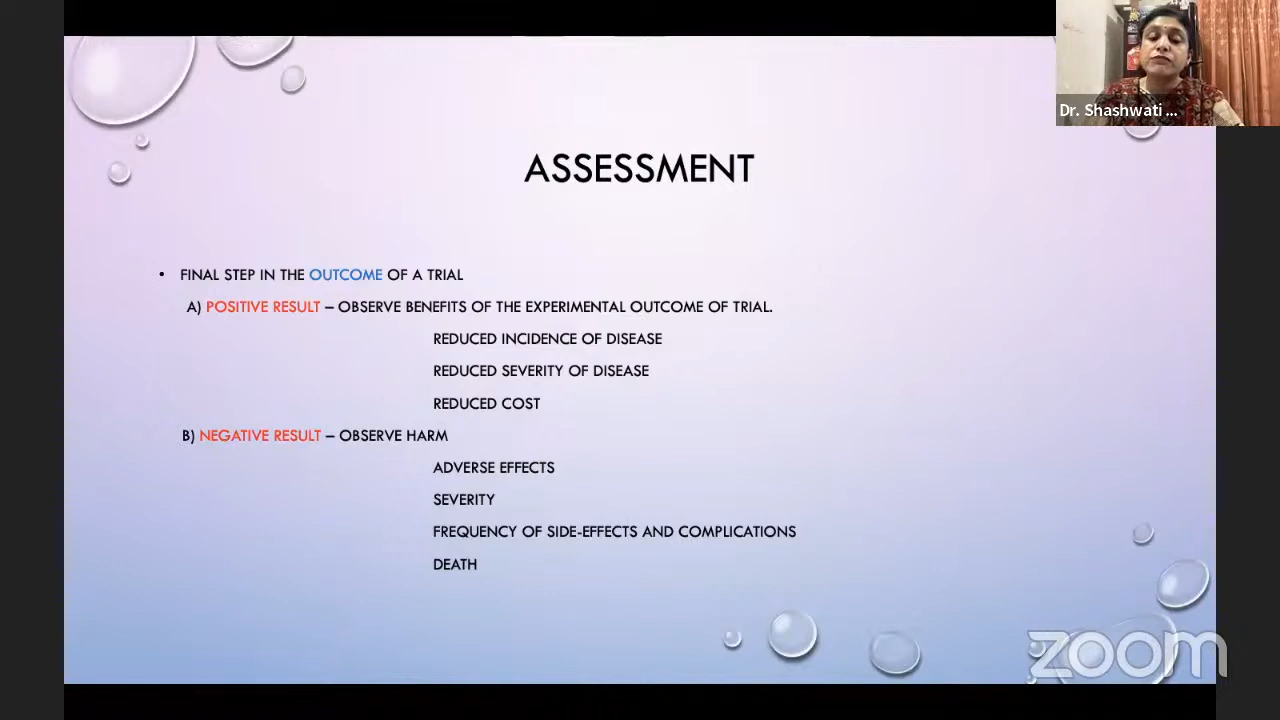 Dr. Shashwati ...
ASSESSMENT
• FINAL STEP IN THE OUTCOME OF A TRIAL
A) POSITIVE RESULT – OBSERVE BENEFITS OF THE EXPERIMENTAL OUTCOME OF TRIAL.
REDUCED INCIDENCE OF DISEASE
REDUCED SEVERITY OF DISEASE
REDUCED COST
B) NEGATIVE RESULT – OBSERVE HARM
ADVERSE EFFECTS
SEVERITY
FREQUENCY OF SIDE-EFFECTS AND COMPLICATIONS
DEATH
zoom